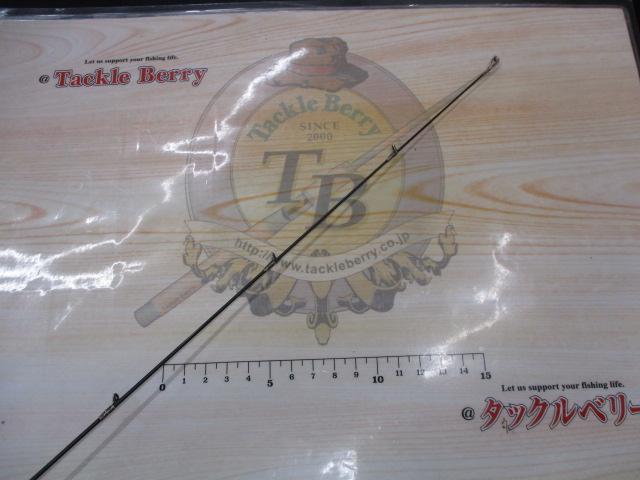 Let us support your fishing life.
@ Tackle Berry
Tackle Berry
SINCE
2000
TB
http://www.tackleberry.co.jp
0 1 2 3 4 5 6 7 8 9 10 11 12 13 14 15
Let us support your fishing life.
@ タックルベリー